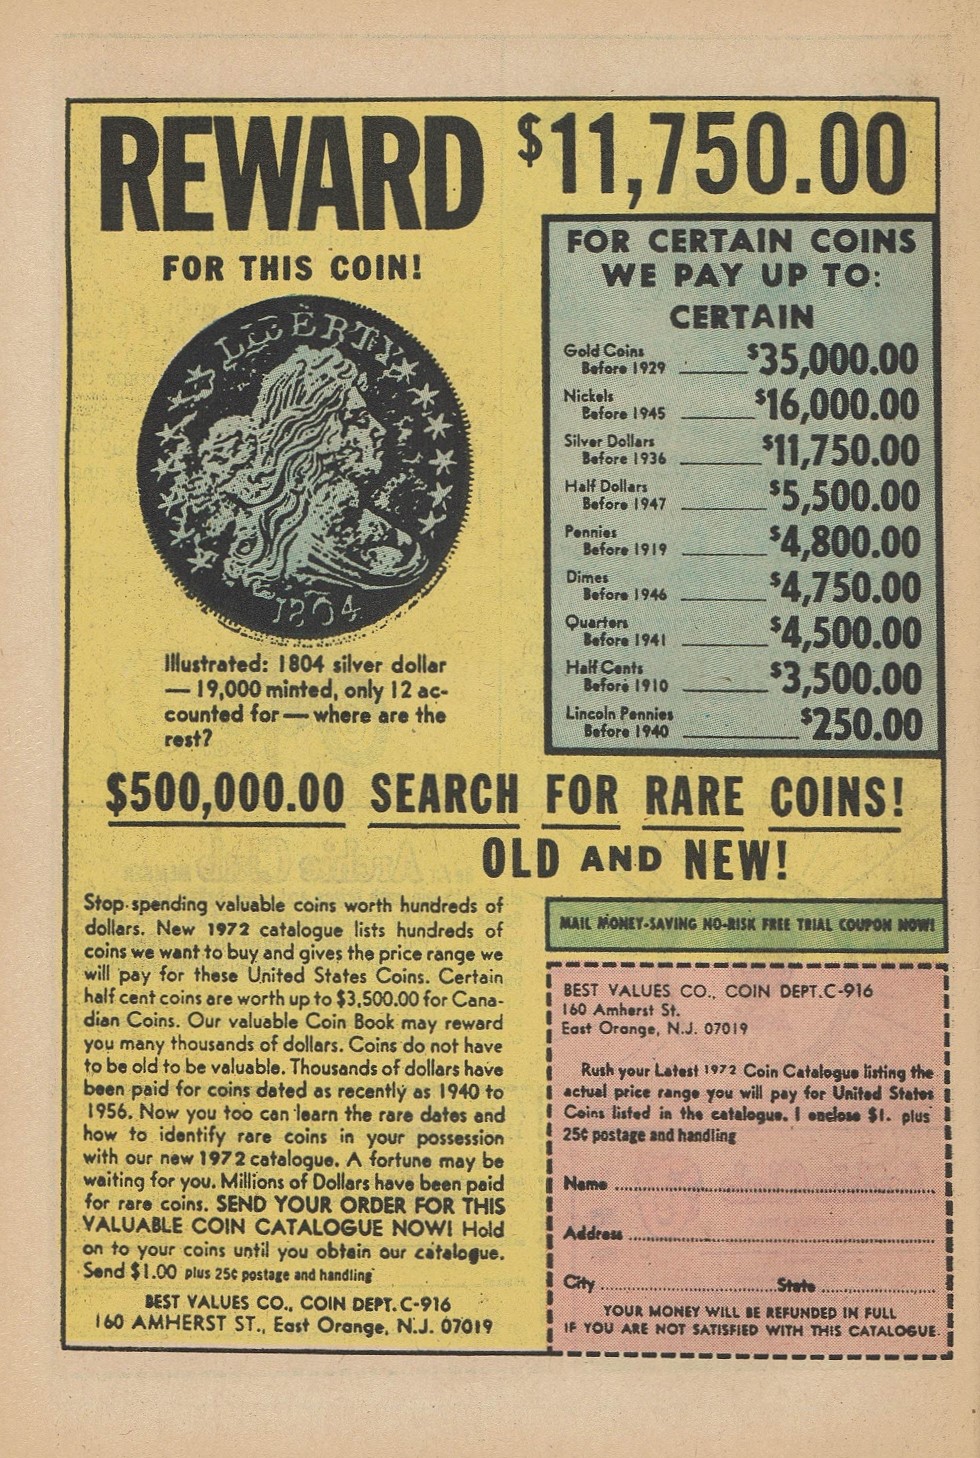 REWARD $11,750.00
FOR THIS COIN!
LIBERTY
1804
Illustrated: 1804 silver dollar
— 19,000 minted, only 12 ac-
counted for — where are the
rest?
FOR CERTAIN COINS
WE PAY UP TO:
CERTAIN
Gold Coins
Before 1929 $35,000.00
Nickels
Before 1945 $16,000.00
Silver Dollars
Before 1936 $11,750.00
Half Dollars
Before 1947 $5,500.00
Pennies
Before 1919 $4,800.00
Dimes
Before 1946 $4,750.00
Quarters
Before 1941 $4,500.00
Half Cents
Before 1910 $3,500.00
Lincoln Pennies
Before 1940 $250.00
$500,000.00 SEARCH FOR RARE COINS!
OLD AND NEW!
Stop spending valuable coins worth hundreds of
dollars. New 1972 catalogue lists hundreds of
coins we want to buy and gives the price range we
will pay for these United States Coins. Certain
half cent coins are worth up to $3,500.00 for Cana-
dian Coins. Our valuable Coin Book may reward
you many thousands of dollars. Coins do not have
to be old to be valuable. Thousands of dollars have
been paid for coins dated as recently as 1940 to
1956. Now you too can learn the rare dates and
how to identify rare coins in your possession
with our new 1972 catalogue. A fortune may be
waiting for you. Millions of Dollars have been paid
for rare coins. SEND YOUR ORDER FOR THIS
VALUABLE COIN CATALOGUE NOW! Hold
on to your coins until you obtain our catalogue.
Send $1.00 plus 25¢ postage and handling
BEST VALUES CO., COIN DEPT. C-916
160 AMHERST ST., East Orange, N.J. 07019
MAIL MONEY-SAVING NO-RISK FREE TRIAL COUPON NOW!
BEST VALUES CO., COIN DEPT. C-916
160 Amherst St.
East Orange, N.J. 07019
Rush your Latest 1972 Coin Catalogue listing the
actual price range you will pay for United States
Coins listed in the catalogue. I enclose $1. plus
25¢ postage and handling
Name
Address
City State
YOUR MONEY WILL BE REFUNDED IN FULL
IF YOU ARE NOT SATISFIED WITH THIS CATALOGUE.